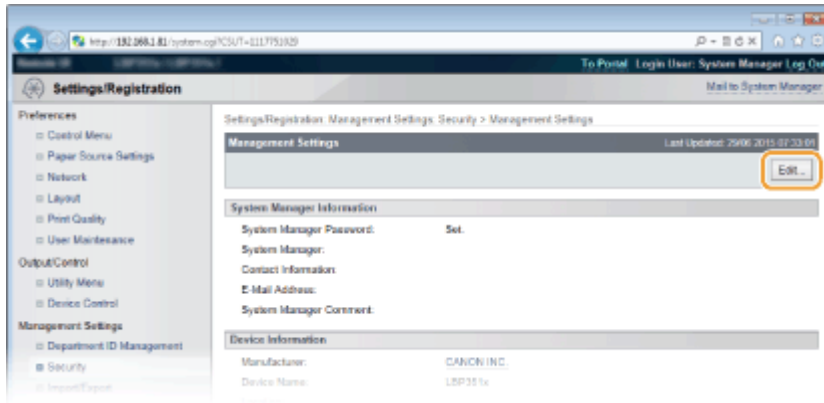 http://192.168.1.81/system.cgi?CSUT=1117751929
To Portal Login User: System Manager Log Out
Settings/Registration
Mail to System Manager
Preferences
Control Menu
Paper Source Settings
Network
Layout
Print Quality
User Maintenance
Output/Control
Utility Menu
Device Control
Management Settings
Department ID Management
Security
Import/Export
Settings/Registration: Management Settings: Security > Management Settings
Management Settings
Last Updated: 29/06 2015 07:33:01
Edit...
System Manager Information
System Manager Password: Set.
System Manager:
Contact Information:
E-Mail Address:
System Manager Comment:
Device Information
Manufacturer: CANON INC.
Device Name: LBP351x